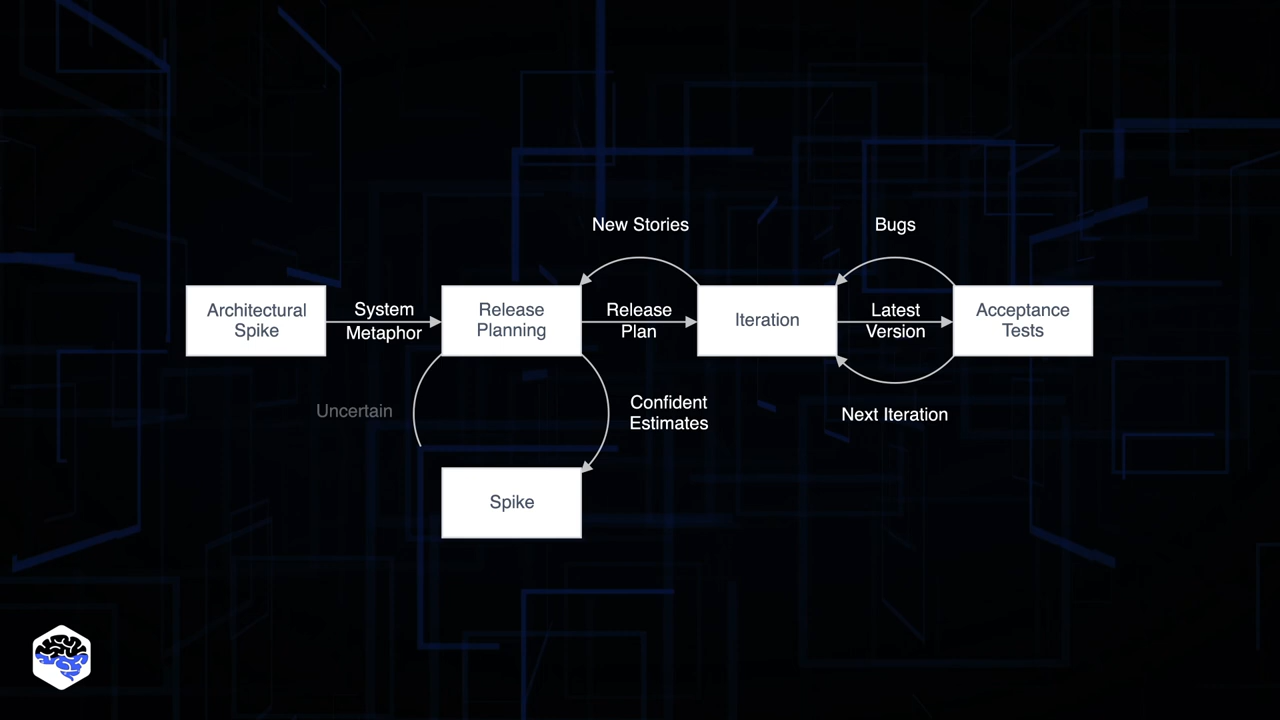 New Stories
Bugs
Architectural
Spike
System
Metaphor
Release
Planning
Release
Plan
Iteration
Latest
Version
Acceptance
Tests
Uncertain
Confident
Estimates
Next Iteration
Spike